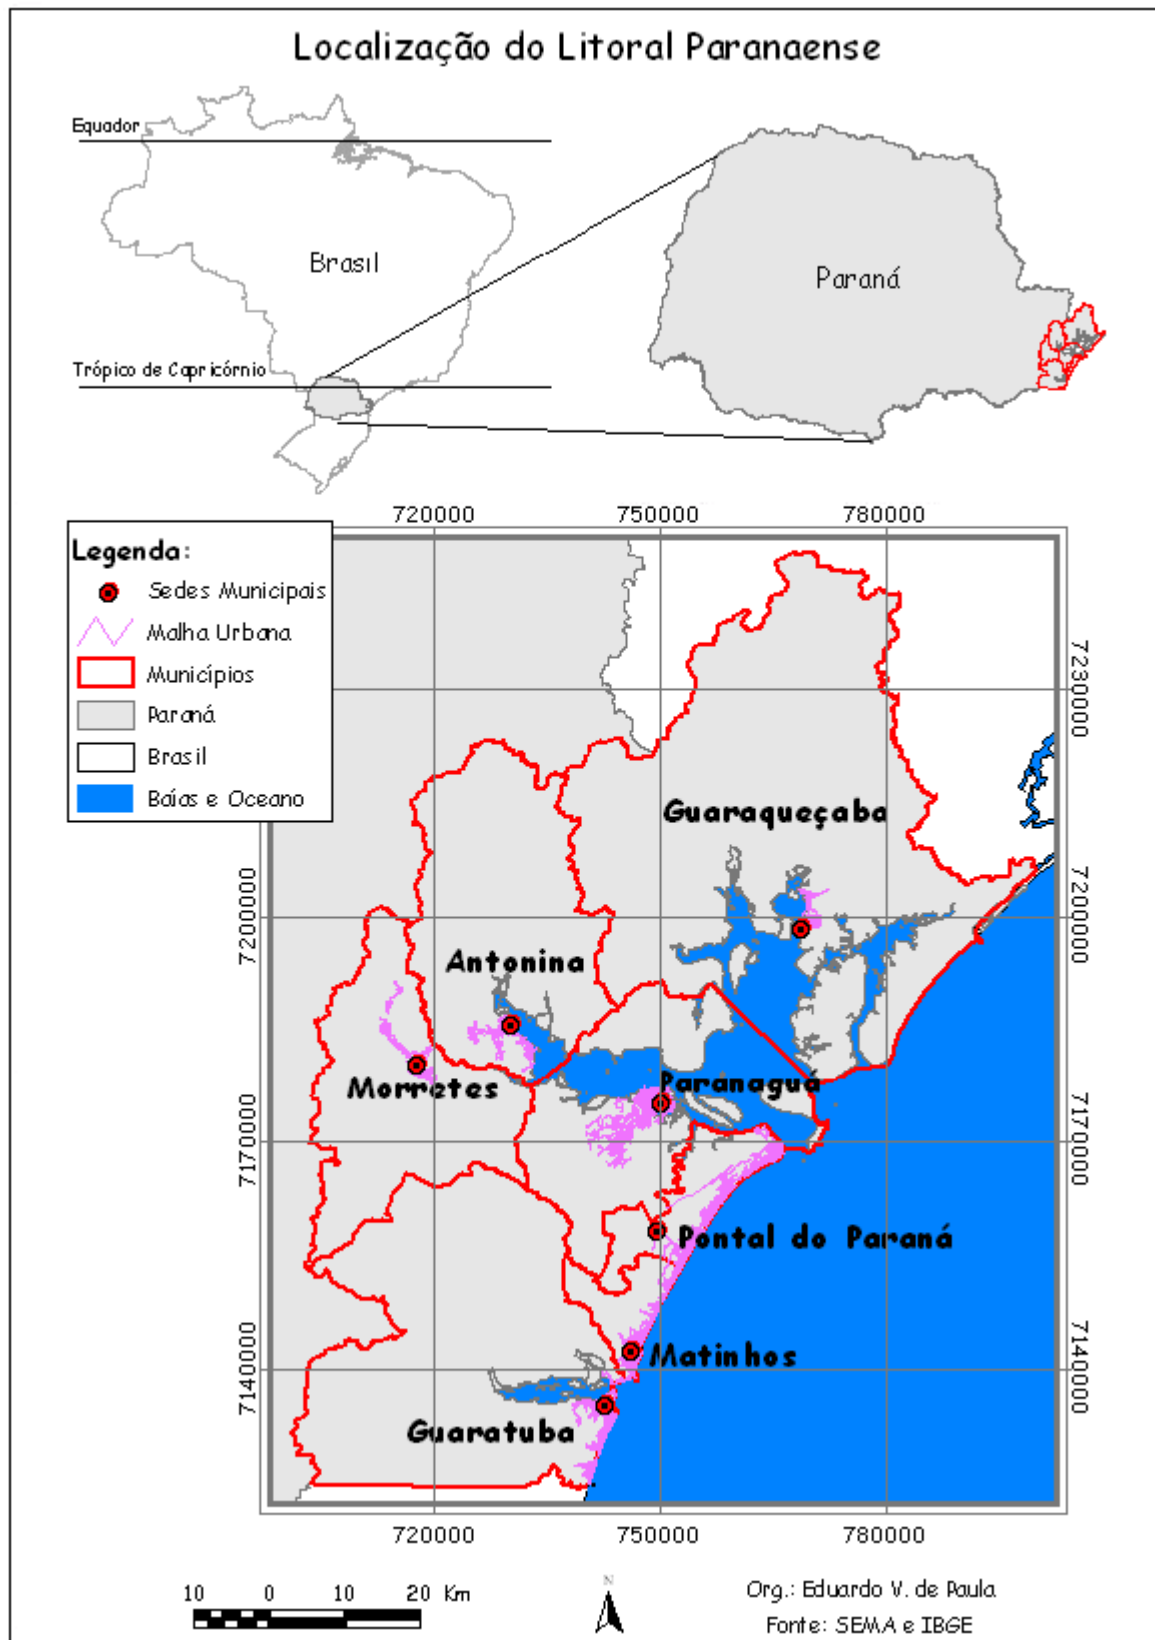 Localização do Litoral Paranaense
Equador
Brasil
Paraná
Trópico de Capricórnio
720000 7500000 780000
Legenda:
Sedes Municipais
Malha Urbana
Municípios
Paraná
Brasil
Baías e Oceano
7230000
7200000 7200000
7170000 7170000
7140000 7140000
Guaraqueçaba
Antonina
Morretes
Paranaguá
Pontal do Paraná
Matinhos
Guaratuba
720000 7500000 780000
10 0 10 20 Km
N
Org.: Eduardo V. de Paula
Fonte: SEMA e IBGE